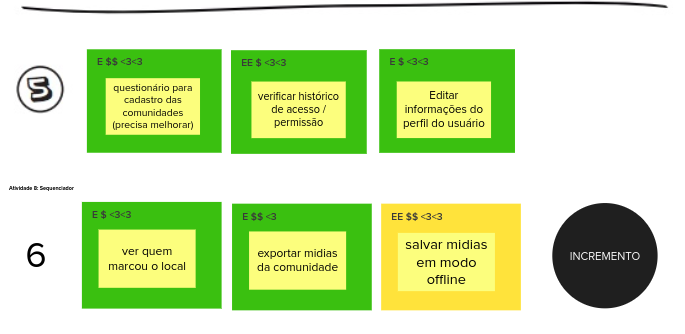 5
E $$ <3<3
questionário para
cadastro das
comunidades
(precisa melhorar)
EE $ <3<3
verificar histórico
de acesso /
permissão
E $ <3<3
Editar
informações do
perfil do usuário
Atividade 8: Sequenciador
6
E $ <3<3
ver quem
marcou o local
E $$ <3
exportar midias
da comunidade
EE $$ <3<3
salvar midias
em modo
offline
INCREMENTO